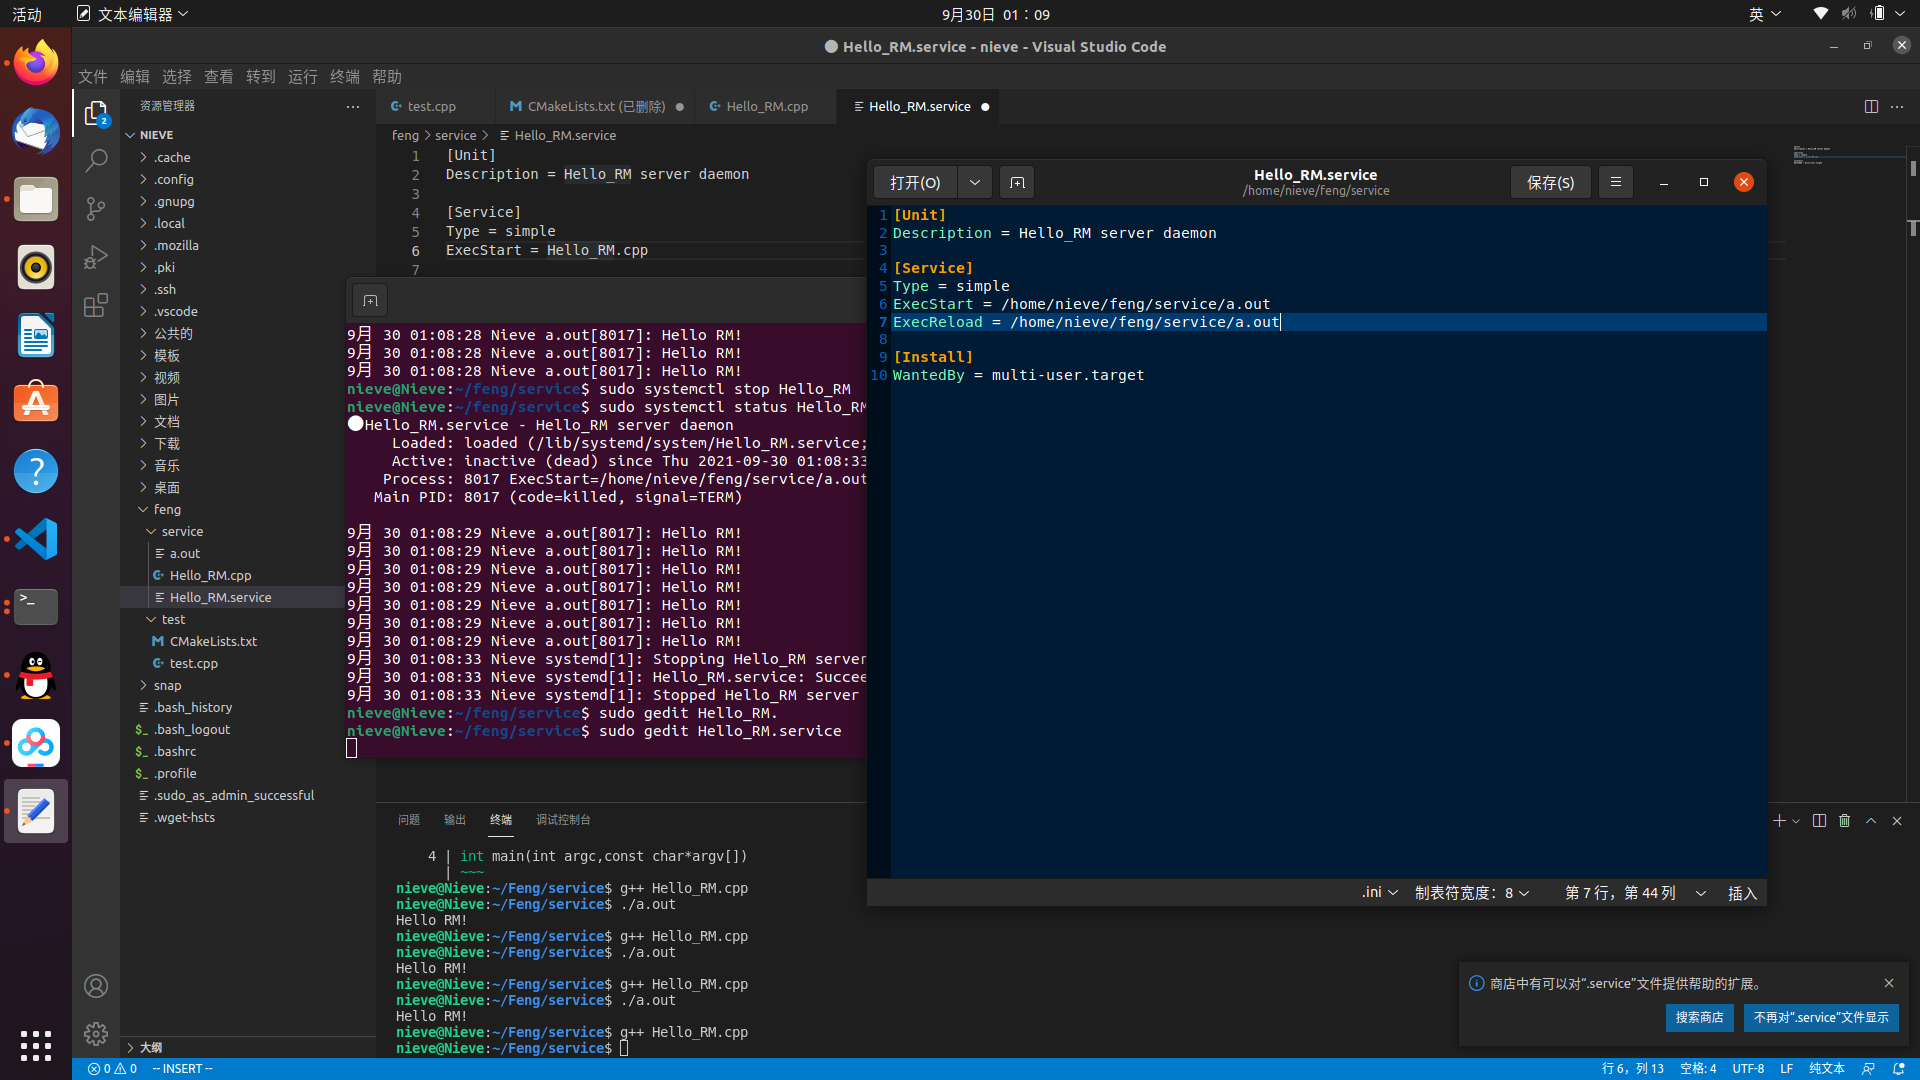 活动
文本编辑器
9月30日 01：09
英
Hello_RM.service - nieve - Visual Studio Code
文件 编辑 选择 查看 转到 运行 终端 帮助
资源管理器
test.cpp
CMakeLists.txt (已删除)
Hello_RM.cpp
Hello_RM.service
NIEVE
.cache
.config
.gnupg
.local
.mozilla
.pki
.ssh
.vscode
公共的
模板
视频
图片
文档
下载
音乐
桌面
feng
service
a.out
Hello_RM.cpp
Hello_RM.service
test
CMakeLists.txt
test.cpp
snap
.bash_history
.bash_logout
.bashrc
.profile
.sudo_as_admin_successful
.wget-hsts
大纲
2
feng > service > Hello_RM.service
1 [Unit]
2 Description = Hello_RM server daemon
3
4 [Service]
5 Type = simple
6 ExecStart = Hello_RM.cpp
7
9月 30 01:08:28 Nieve a.out[8017]: Hello RM!
9月 30 01:08:28 Nieve a.out[8017]: Hello RM!
9月 30 01:08:28 Nieve a.out[8017]: Hello RM!
nieve@Nieve:~/feng/service$ sudo systemctl stop Hello_RM
nieve@Nieve:~/feng/service$ sudo systemctl status Hello_RM
Hello_RM.service - Hello_RM server daemon
Loaded: loaded (/lib/systemd/system/Hello_RM.service;
Active: inactive (dead) since Thu 2021-09-30 01:08:33
Process: 8017 ExecStart=/home/nieve/feng/service/a.out
Main PID: 8017 (code=killed, signal=TERM)
9月 30 01:08:29 Nieve a.out[8017]: Hello RM!
9月 30 01:08:29 Nieve a.out[8017]: Hello RM!
9月 30 01:08:29 Nieve a.out[8017]: Hello RM!
9月 30 01:08:29 Nieve a.out[8017]: Hello RM!
9月 30 01:08:29 Nieve a.out[8017]: Hello RM!
9月 30 01:08:29 Nieve a.out[8017]: Hello RM!
9月 30 01:08:29 Nieve a.out[8017]: Hello RM!
9月 30 01:08:33 Nieve systemd[1]: Stopping Hello_RM server
9月 30 01:08:33 Nieve systemd[1]: Hello_RM.service: Succee
9月 30 01:08:33 Nieve systemd[1]: Stopped Hello_RM server
nieve@Nieve:~/feng/service$ sudo gedit Hello_RM.
nieve@Nieve:~/feng/service$ sudo gedit Hello_RM.service
打开(O)
Hello_RM.service
/home/nieve/feng/service
保存(S)
1 [Unit]
2 Description = Hello_RM server daemon
3
4 [Service]
5 Type = simple
6 ExecStart = /home/nieve/feng/service/a.out
7 ExecReload = /home/nieve/feng/service/a.out
8
9 [Install]
10 WantedBy = multi-user.target
.ini 制表符宽度：8 第 7 行，第 44 列 插入
问题 输出 终端 调试控制台
4 | int main(int argc,const char*argv[])
| ~~~
nieve@Nieve:~/Feng/service$ g++ Hello_RM.cpp
nieve@Nieve:~/Feng/service$ ./a.out
Hello RM!
nieve@Nieve:~/Feng/service$ g++ Hello_RM.cpp
nieve@Nieve:~/Feng/service$ ./a.out
Hello RM!
nieve@Nieve:~/Feng/service$ g++ Hello_RM.cpp
nieve@Nieve:~/Feng/service$ ./a.out
Hello RM!
nieve@Nieve:~/Feng/service$ g++ Hello_RM.cpp
nieve@Nieve:~/Feng/service$
商店中有可以对“.service”文件提供帮助的扩展。
搜索商店
不再对“.service”文件显示
0 0 -- INSERT --
行 6，列 13 空格: 4 UTF-8 LF 纯文本